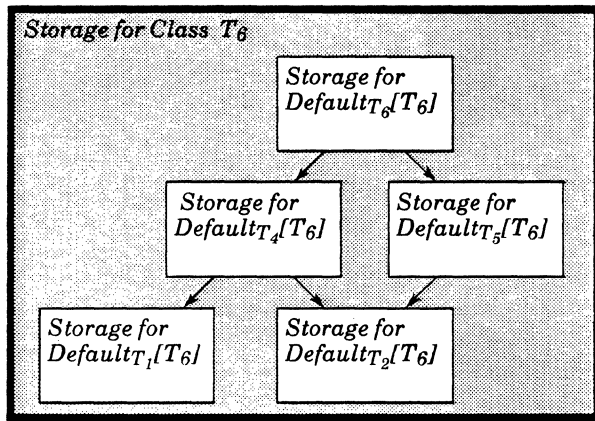 Storage for Class T6
Storage for
DefaultT6[T6]
Storage for
DefaultT4[T6]
Storage for
DefaultT5[T6]
Storage for
DefaultT1[T6]
Storage for
DefaultT2[T6]